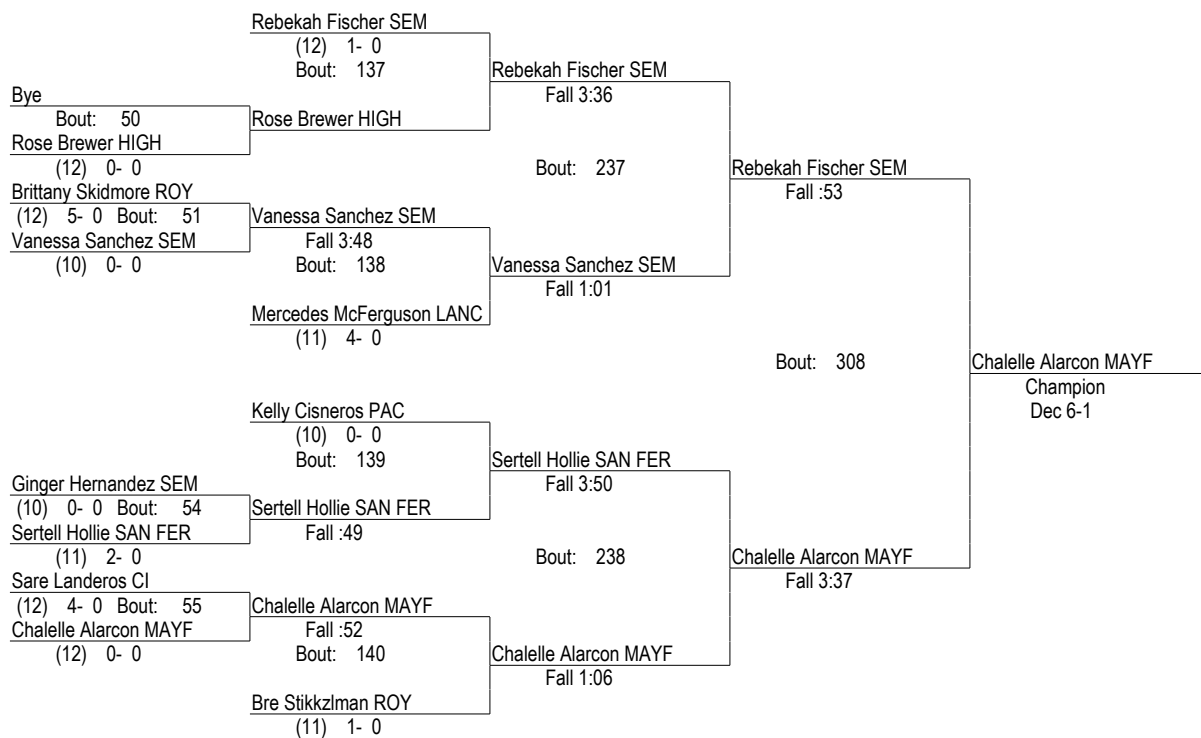 Rebekah Fischer SEM
(12) 1- 0
Bout: 137
Rebekah Fischer SEM
Fall 3:36
Bye
Bout: 50
Rose Brewer HIGH
Rose Brewer HIGH
(12) 0- 0
Bout: 237
Rebekah Fischer SEM
Fall :53
Brittany Skidmore ROY
(12) 5- 0 Bout: 51
Vanessa Sanchez SEM
Vanessa Sanchez SEM
Fall 3:48
(10) 0- 0
Bout: 138
Vanessa Sanchez SEM
Fall 1:01
Mercedes McFerguson LANC
(11) 4- 0
Bout: 308
Chalelle Alarcon MAYF
Champion
Dec 6-1
Kelly Cisneros PAC
(10) 0- 0
Bout: 139
Sertell Hollie SAN FER
Fall 3:50
Ginger Hernandez SEM
(10) 0- 0 Bout: 54
Sertell Hollie SAN FER
Sertell Hollie SAN FER
Fall :49
(11) 2- 0
Bout: 238
Chalelle Alarcon MAYF
Fall 3:37
Sare Landeros CI
(12) 4- 0 Bout: 55
Chalelle Alarcon MAYF
Chalelle Alarcon MAYF
Fall :52
(12) 0- 0
Bout: 140
Chalelle Alarcon MAYF
Fall 1:06
Bre Stikkzlman ROY
(11) 1- 0